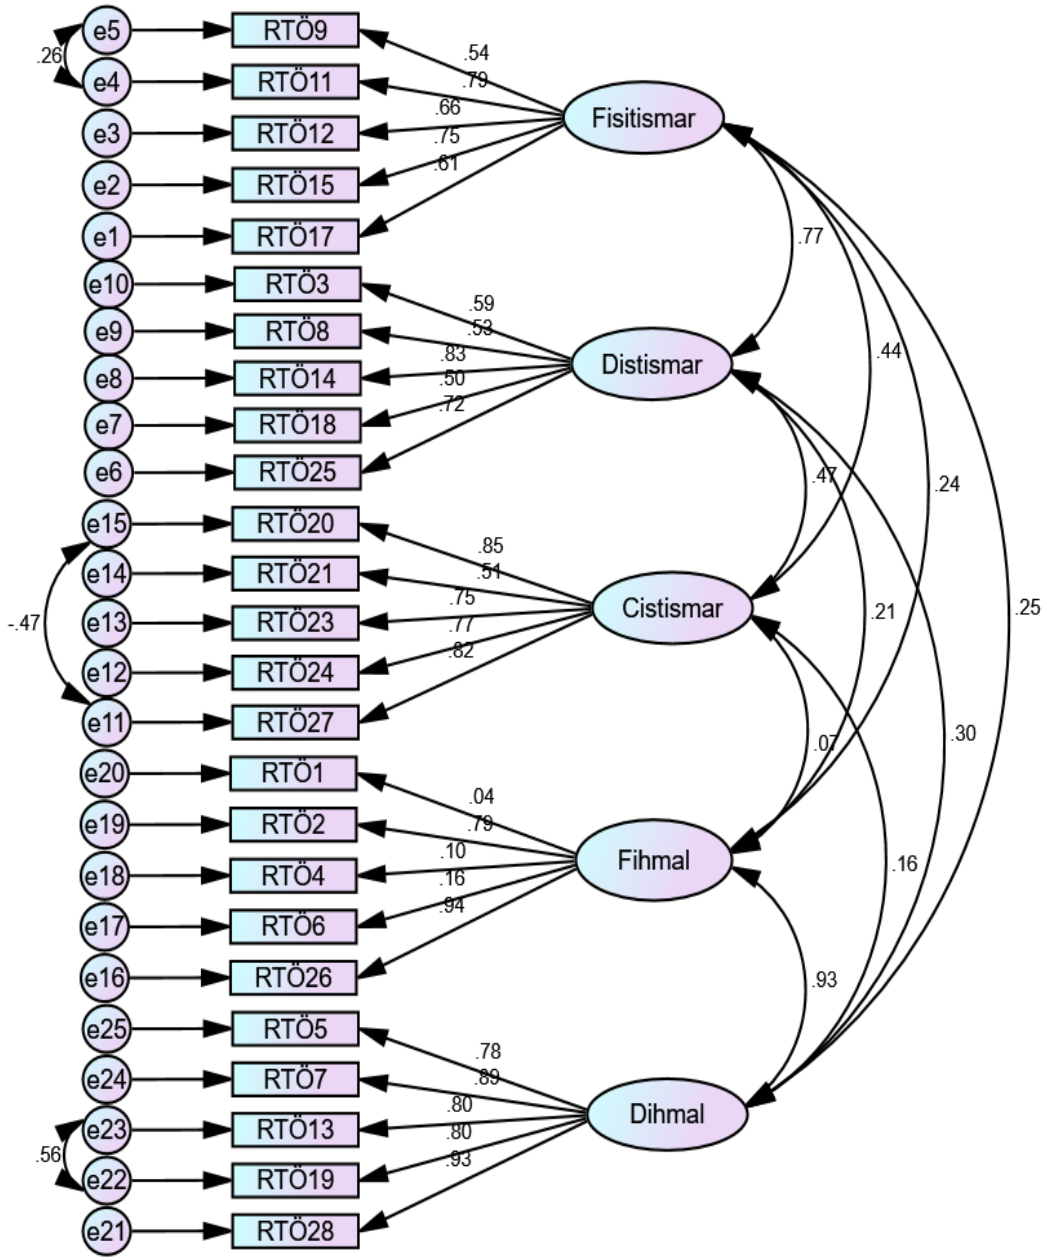 e5 RTÖ9
.26
e4 RTÖ11
e3 RTÖ12
e2 RTÖ15
e1 RTÖ17
.54
.79
.66
.75
.61
Fisitismar
e10 RTÖ3
e9 RTÖ8
e8 RTÖ14
e7 RTÖ18
e6 RTÖ25
.59
.53
.83
.50
.72
Distismar
e15 RTÖ20
e14 RTÖ21
e13 RTÖ23
e12 RTÖ24
e11 RTÖ27
-.47
.85
.51
.75
.77
.82
Cistismar
e20 RTÖ1
e19 RTÖ2
e18 RTÖ4
e17 RTÖ6
e16 RTÖ26
.04
.79
.10
.16
.94
Fihmal
e25 RTÖ5
e24 RTÖ7
e23 RTÖ13
e22 RTÖ19
e21 RTÖ28
.56
.78
.89
.80
.80
.93
Dihmal
.77
.44
.47
.24
.21
.25
.07
.30
.16
.93